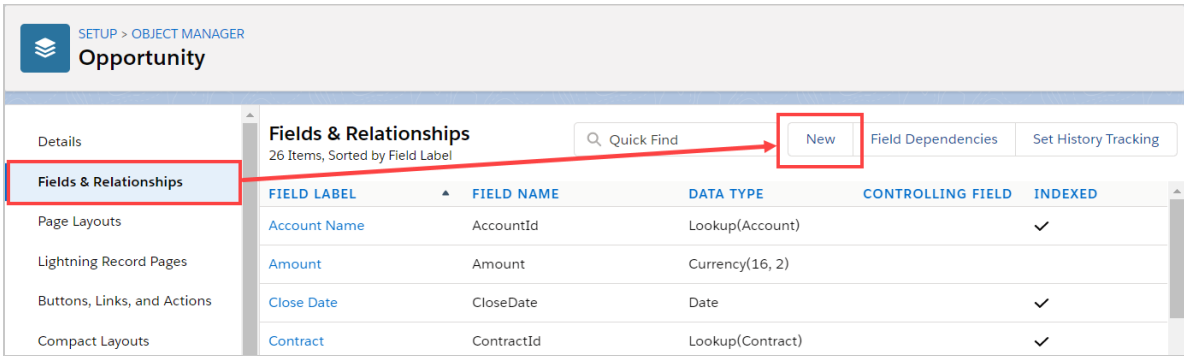 SETUP > OBJECT MANAGER
Opportunity
Details
Fields & Relationships
Page Layouts
Lightning Record Pages
Buttons, Links, and Actions
Compact Layouts
Fields & Relationships
26 Items, Sorted by Field Label
Quick Find
New
Field Dependencies
Set History Tracking
FIELD LABEL FIELD NAME DATA TYPE CONTROLLING FIELD INDEXED
Account Name AccountId Lookup(Account)
Amount Amount Currency(16, 2)
Close Date CloseDate Date
Contract ContractId Lookup(Contract)